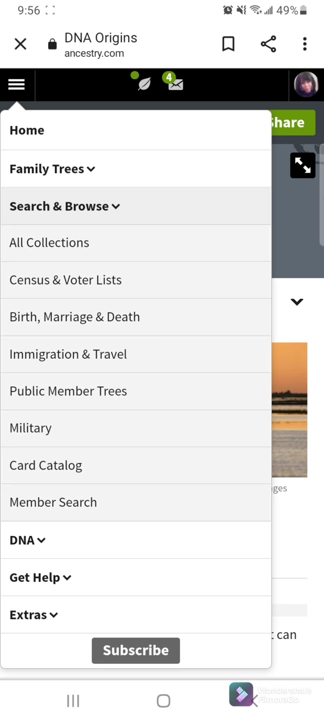 9:56
49%
DNA Origins
ancestry.com
4
Share
Home
Family Trees
Search & Browse
All Collections
Census & Voter Lists
Birth, Marriage & Death
Immigration & Travel
Public Member Trees
Military
Card Catalog
Member Search
ges
DNA
Get Help
Extras
can
Subscribe